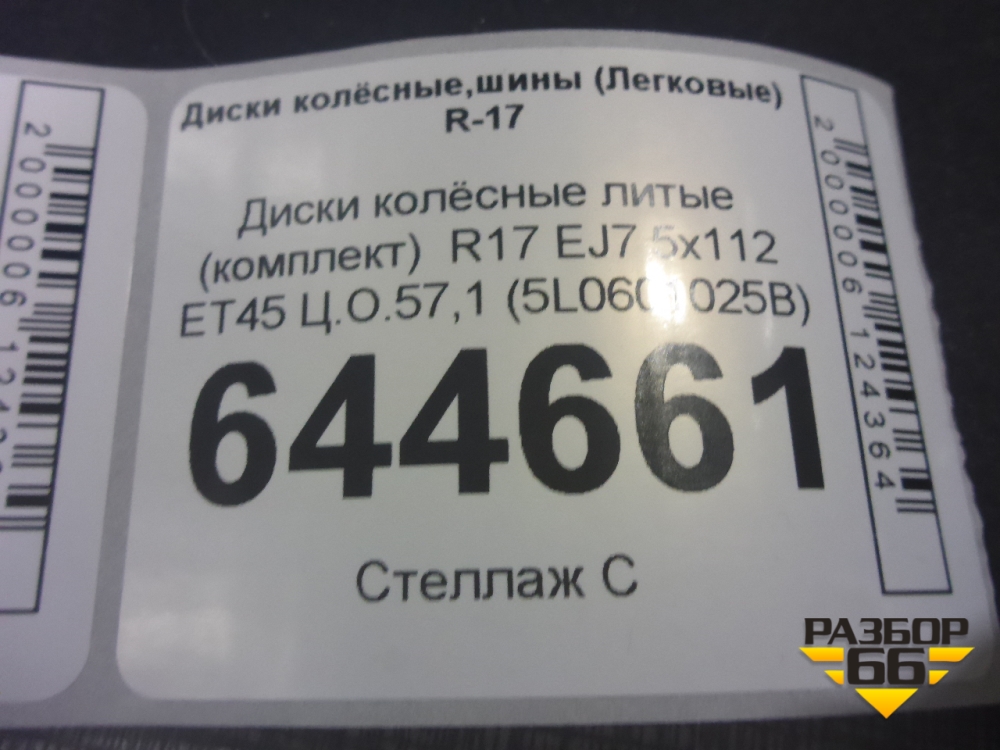 Диски колёсные,шины (Легковые)
R-17
Диски колёсные литые
(комплект) R17 EJ7 5x112
ET45 Ц.О.57,1 (5L0601025B)
644661
Стеллаж С
2000006124364
РАЗБОР
66